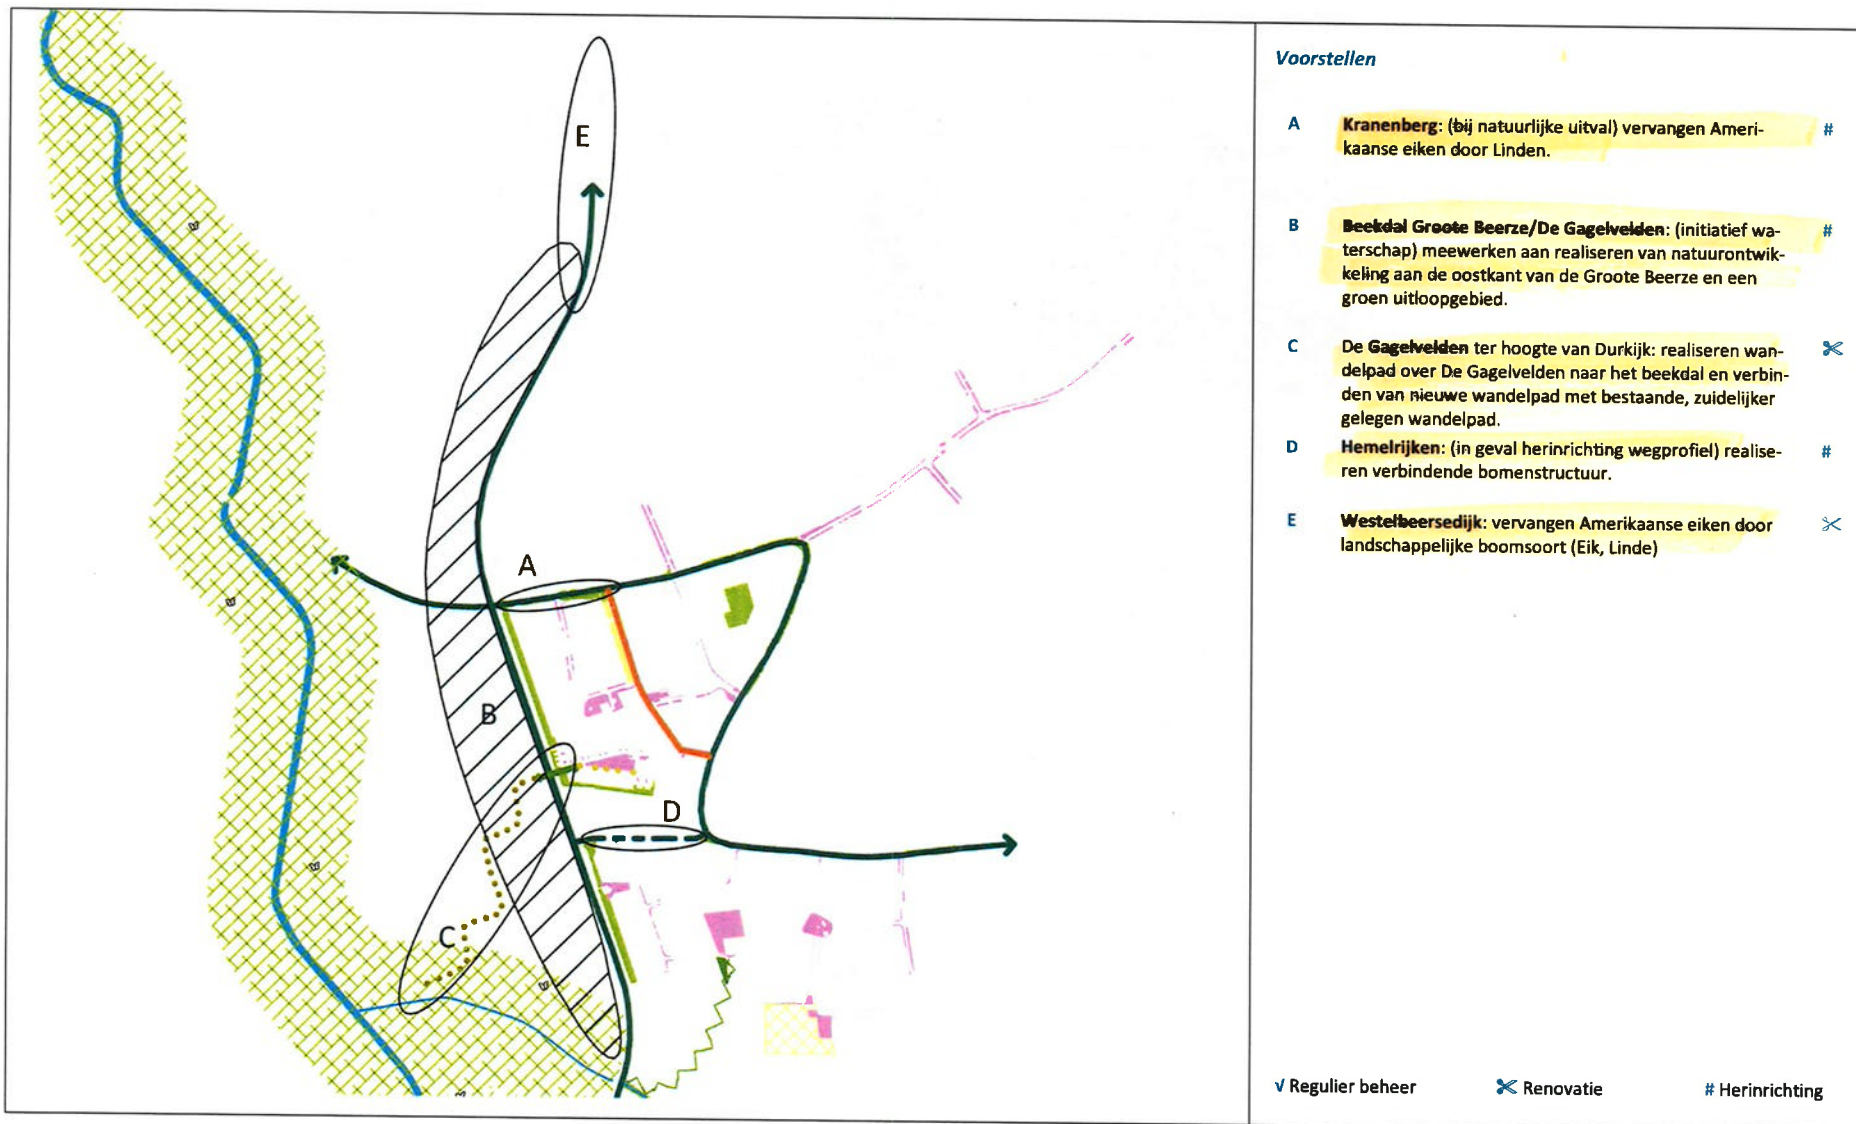 E
A
B
D
C
Voorstellen
A Kranenberg: (bij natuurlijke uitval) vervangen Ameri- #
kaanse eiken door Linden.
B Beekdal Groote Beerze/De Gagelvelden: (initiatief wa- #
terschap) meewerken aan realiseren van natuurontwik-
keling aan de oostkant van de Groote Beerze en een
groen uitloopgebied.
C De Gagelvelden ter hoogte van Durkijk: realiseren wan- ✂
delpad over De Gagelvelden naar het beekdal en verbin-
den van nieuwe wandelpad met bestaande, zuidelijker
gelegen wandelpad.
D Hemelrijken: (in geval herinrichting wegprofiel) realise- #
ren verbindende bomenstructuur.
E Westelbeersedijk: vervangen Amerikaanse eiken door ✂
landschappelijke boomsoort (Eik, Linde)
√ Regulier beheer ✂ Renovatie # Herinrichting